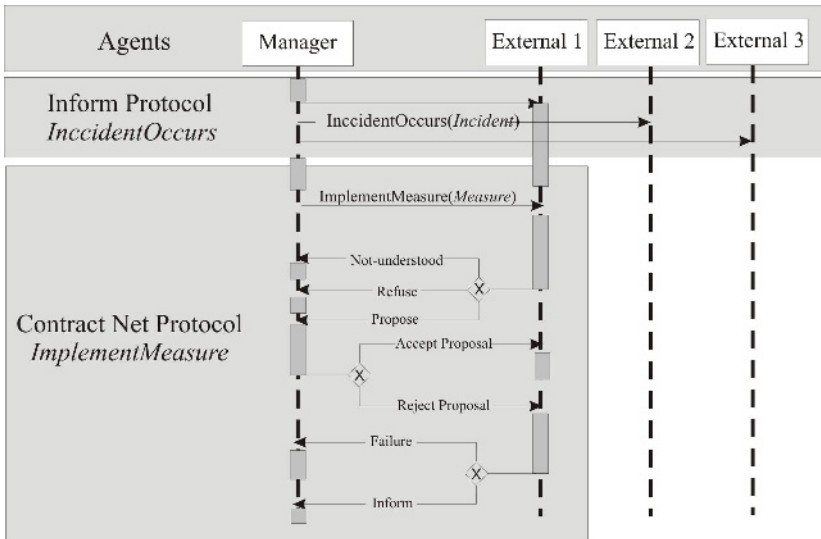 Agents
Manager
External 1
External 2
External 3
Inform Protocol
InccidentOccurs
InccidentOccurs(Incident)
ImplementMeasure(Measure)
Not-understood
X
Refuse
Propose
Contract Net Protocol
ImplementMeasure
Accept Proposal
X
Reject Proposal
Failure
X
Inform